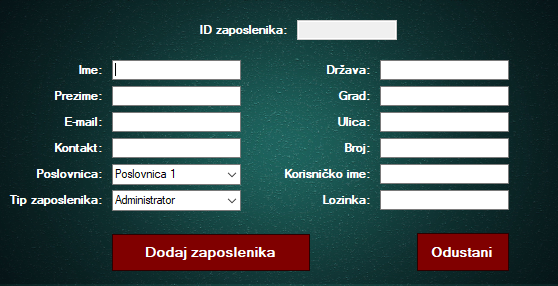 ID zaposlenika:
Ime:
Prezime:
E-mail:
Kontakt:
Poslovnica: Poslovnica 1
Tip zaposlenika: Administrator
Država:
Grad:
Ulica:
Broj:
Korisničko ime:
Lozinka:
Dodaj zaposlenika
Odustani